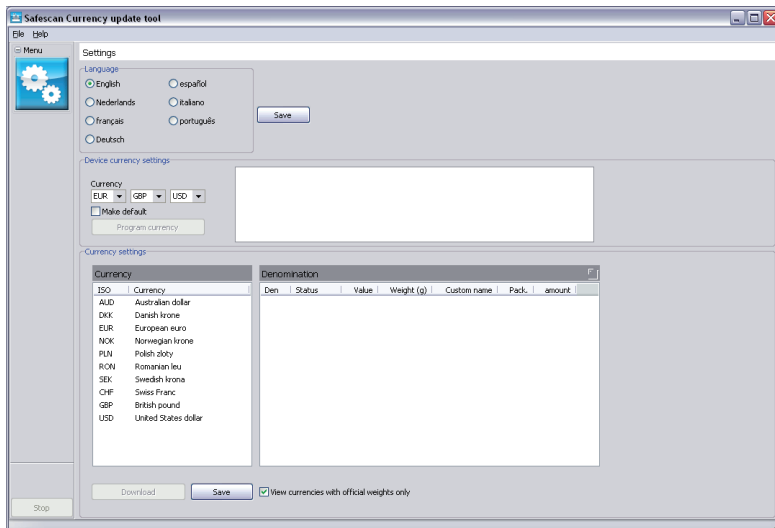 Safescan Currency update tool
File Help
Menu
Settings
Language
English español
Nederlands italiano
français português
Deutsch
Save
Device currency settings
Currency
EUR GBP USD
Make default
Program currency
Currency settings
Currency Denomination
ISO Currency Den Status Value Weight (g) Custom name Pack. amount
AUD Australian dollar
DKK Danish krone
EUR European euro
NOK Norwegian krone
PLN Polish zloty
RON Romanian leu
SEK Swedish krona
CHF Swiss Franc
GBP British pound
USD United States dollar
Download Save View currencies with official weights only
Stop